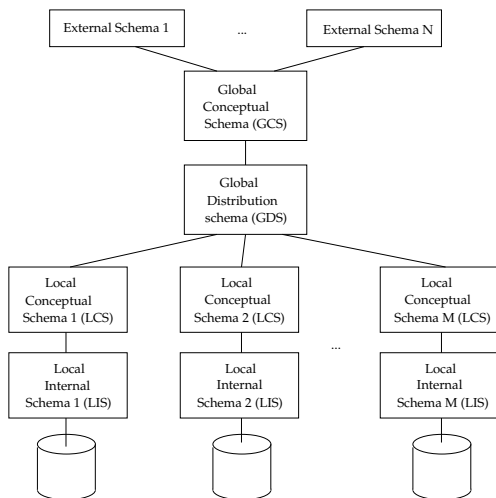 External Schema 1
...
External Schema N
Global
Conceptual
Schema (GCS)
Global
Distribution
schema (GDS)
Local
Conceptual
Schema 1 (LCS)
Local
Conceptual
Schema 2 (LCS)
Local
Conceptual
Schema M (LCS)
...
Local
Internal
Schema 1 (LIS)
Local
Internal
Schema 2 (LIS)
Local
Internal
Schema M (LIS)